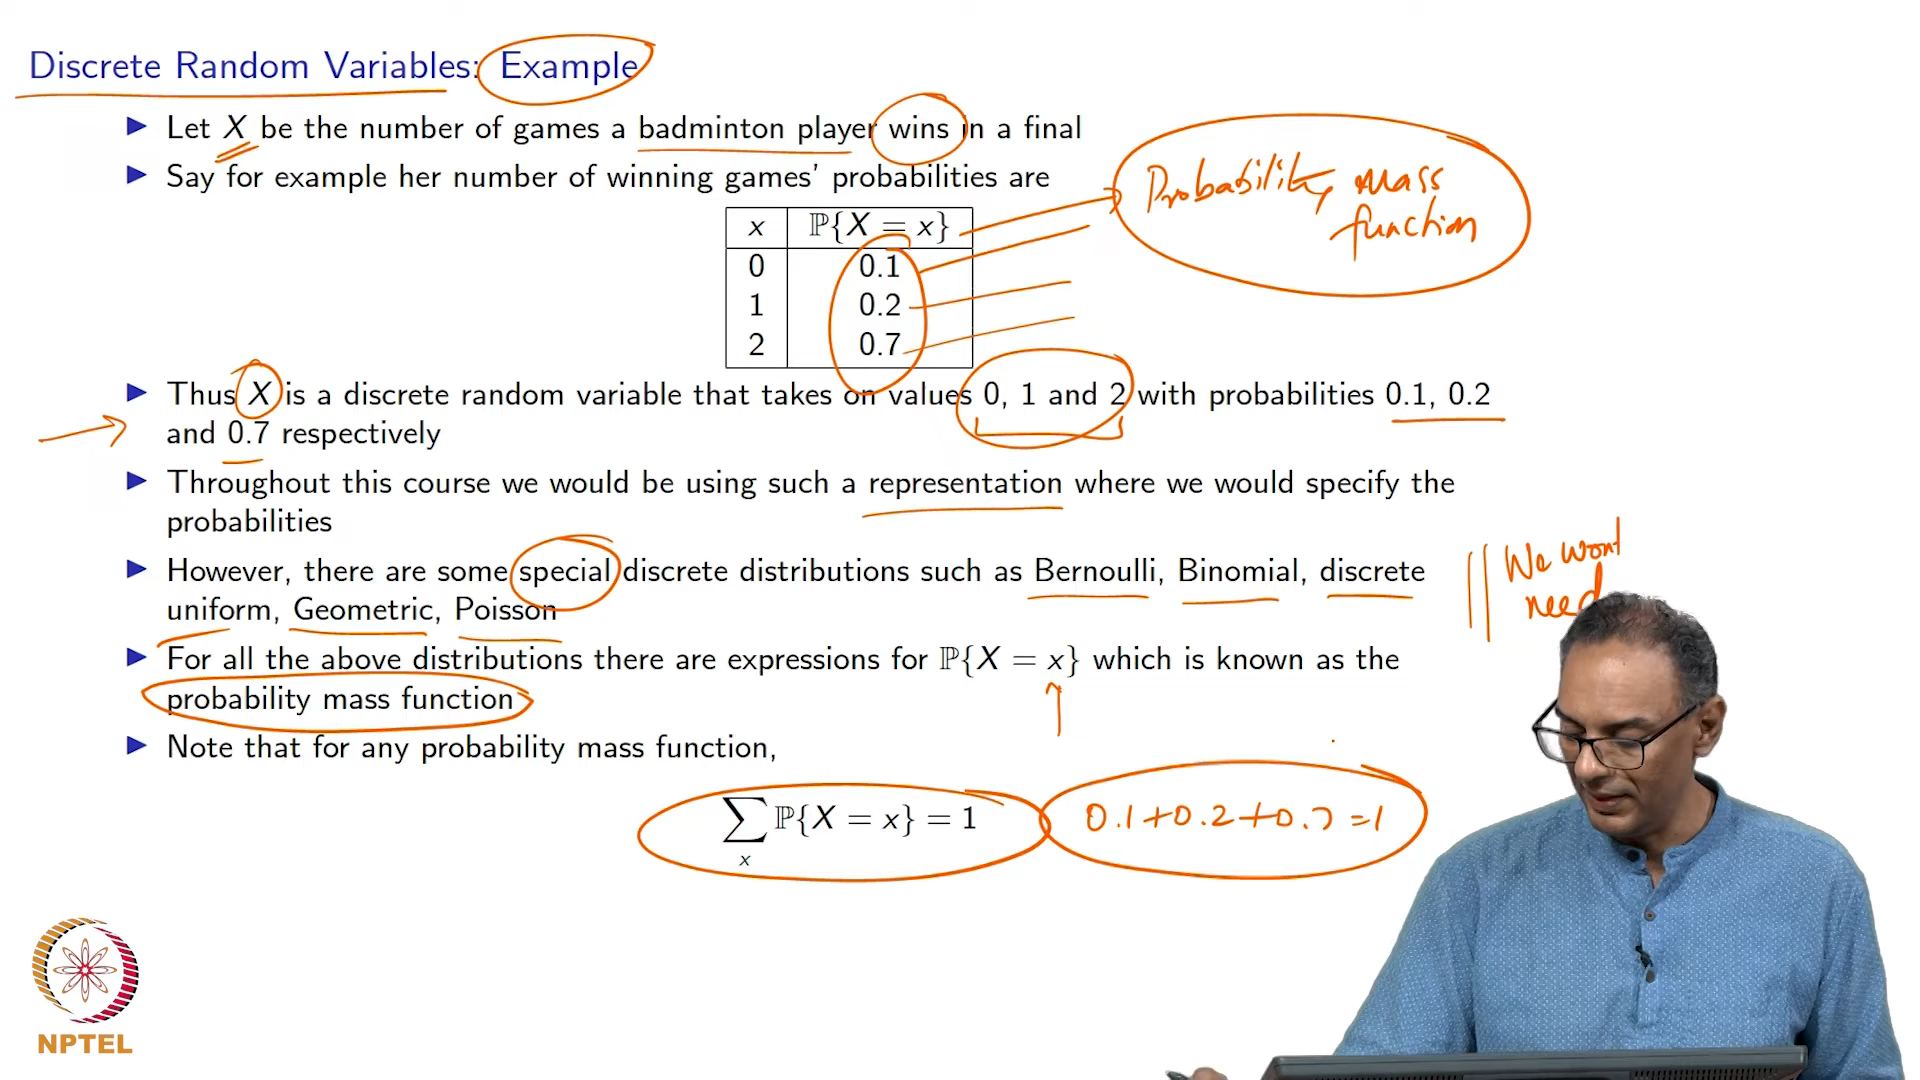 Discrete Random Variables: Example
Let X be the number of games a badminton player wins in a final
Say for example her number of winning games' probabilities are
x ℙ{X = x}
0 0.1
1 0.2
2 0.7
Probability mass
function
Thus X is a discrete random variable that takes on values 0, 1 and 2 with probabilities 0.1, 0.2
and 0.7 respectively
Throughout this course we would be using such a representation where we would specify the
probabilities
However, there are some special discrete distributions such as Bernoulli, Binomial, discrete
uniform, Geometric, Poisson
We wont
need
For all the above distributions there are expressions for ℙ{X = x} which is known as the
probability mass function
Note that for any probability mass function,
∑ ℙ{X = x} = 1 0.1+0.2+0.7=1
x
NPTEL